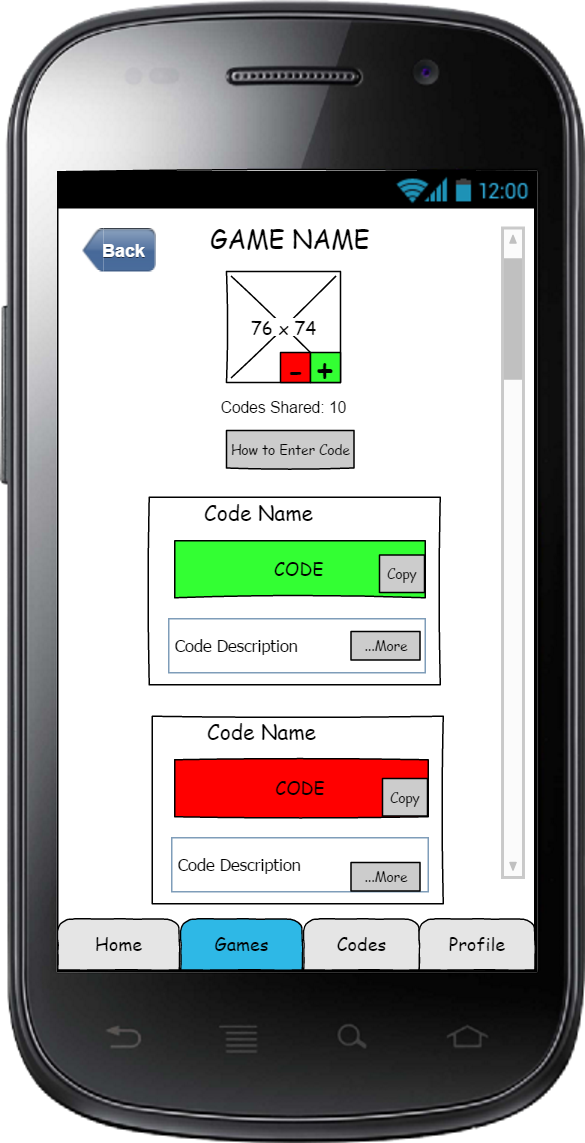 12:00
Back
GAME NAME
76 x 74
- +
Codes Shared: 10
How to Enter Code
Code Name
CODE
Copy
Code Description
...More
Code Name
CODE
Copy
Code Description
...More
Home Games Codes Profile